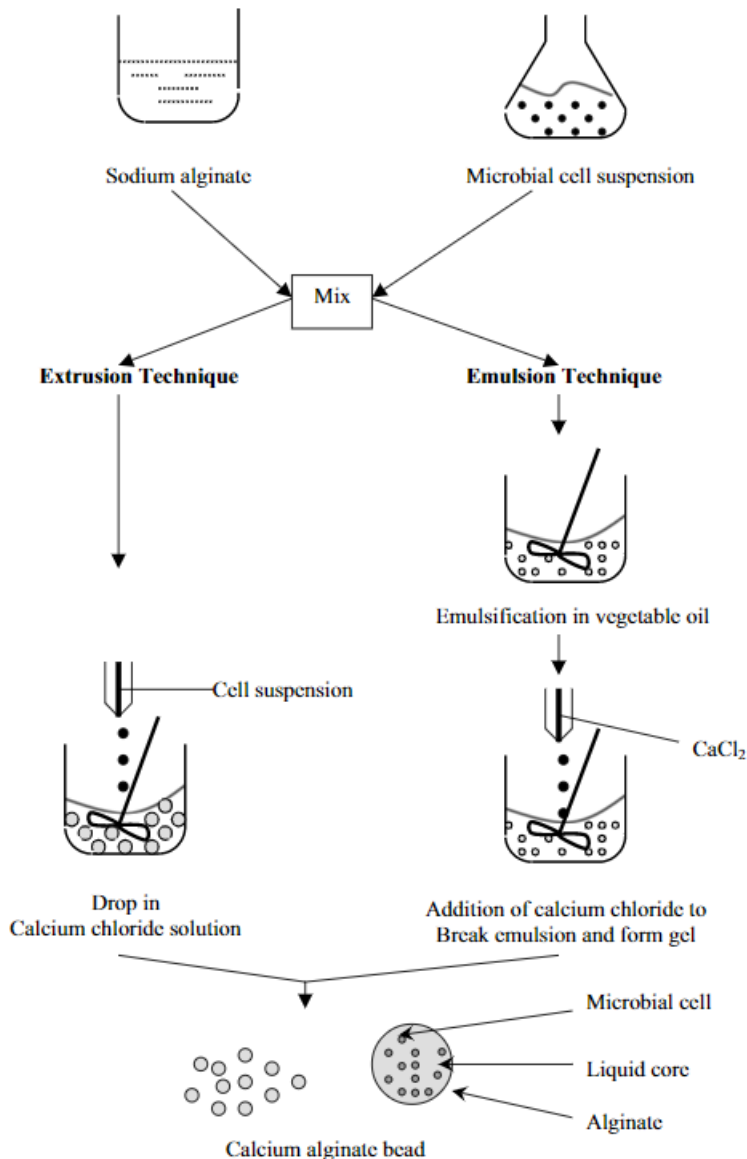 Sodium alginate
Microbial cell suspension
Mix
Extrusion Technique
Emulsion Technique
Emulsification in vegetable oil
Cell suspension
CaCl₂
Drop in
Calcium chloride solution
Addition of calcium chloride to
Break emulsion and form gel
Microbial cell
Liquid core
Alginate
Calcium alginate bead